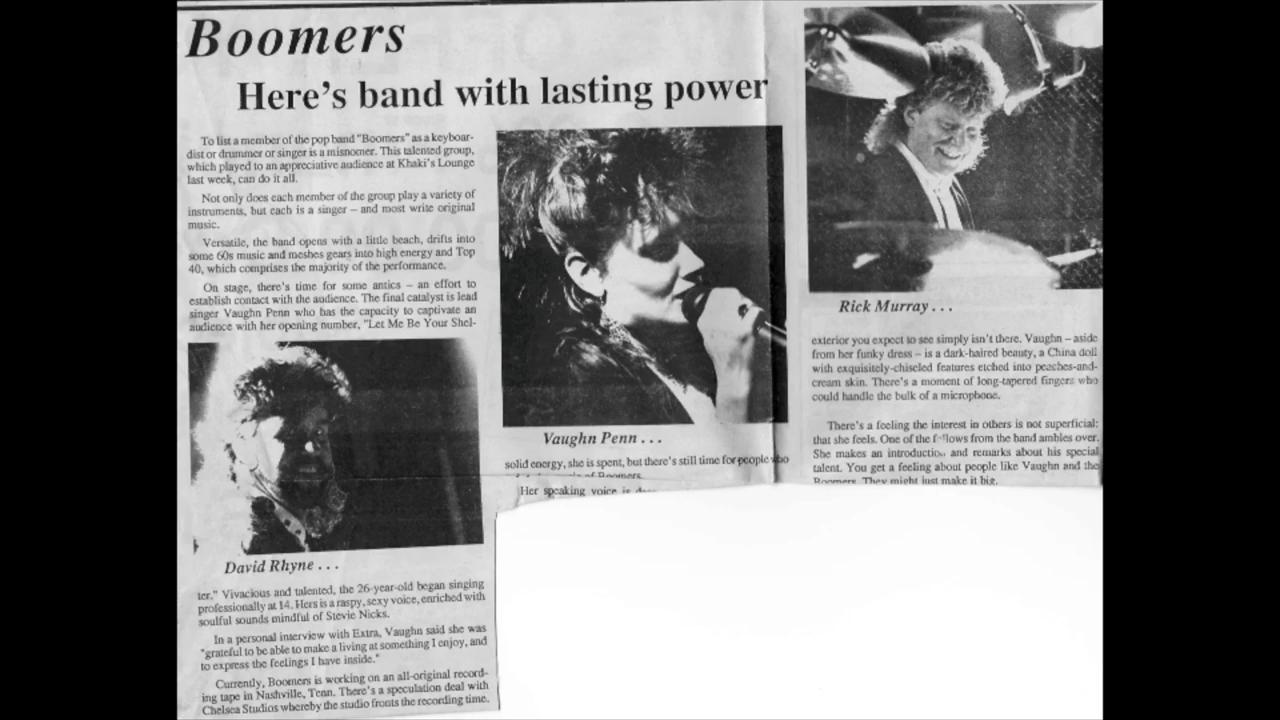 Boomers
Here's band with lasting power
To list a member of the pop band "Boomers" as a keyboar-
dist or drummer or singer is a misnomer. This talented group,
which played to an appreciative audience at Khaki's Lounge
last week, can do it all.
Not only does each member of the group play a variety of
instruments, but each is a singer – and most write original
music.
Versatile, the band opens with a little beach, drifts into
some 60s music and meshes gears into high energy and Top
40, which comprises the majority of the performance.
On stage, there's time for some antics – an effort to
establish contact with the audience. The final catalyst is lead
singer Vaughn Penn who has the capacity to captivate an
audience with her opening number, "Let Me Be Your Shel-
David Rhyne . . .
ter." Vivacious and talented, the 26-year-old began singing
professionally at 14. Hers is a raspy, sexy voice, enriched with
soulful sounds mindful of Stevie Nicks.
In a personal interview with Extra, Vaughn said she was
"grateful to be able to make a living at something I enjoy, and
to express the feelings I have inside."
Currently, Boomers is working on an all-original record-
ing tape in Nashville, Tenn. There's a speculation deal with
Chelsea Studios whereby the studio fronts the recording time.
Vaughn Penn . . .
solid energy, she is spent, but there's still time for people who
of Boomers
Her speaking voice is
Rick Murray . . .
exterior you expect to see simply isn't there. Vaughn – aside
from her funky dress – is a dark-haired beauty, a China doll
with exquisitely-chiseled features etched into peaches-and-
cream skin. There's a moment of long-tapered fingers who
could handle the bulk of a microphone.
There's a feeling the interest in others is not superficial:
that she feels. One of the fellows from the band ambles over.
She makes an introduction and remarks about his special
talent. You get a feeling about people like Vaughn and the
Boomers. They might just make it big.